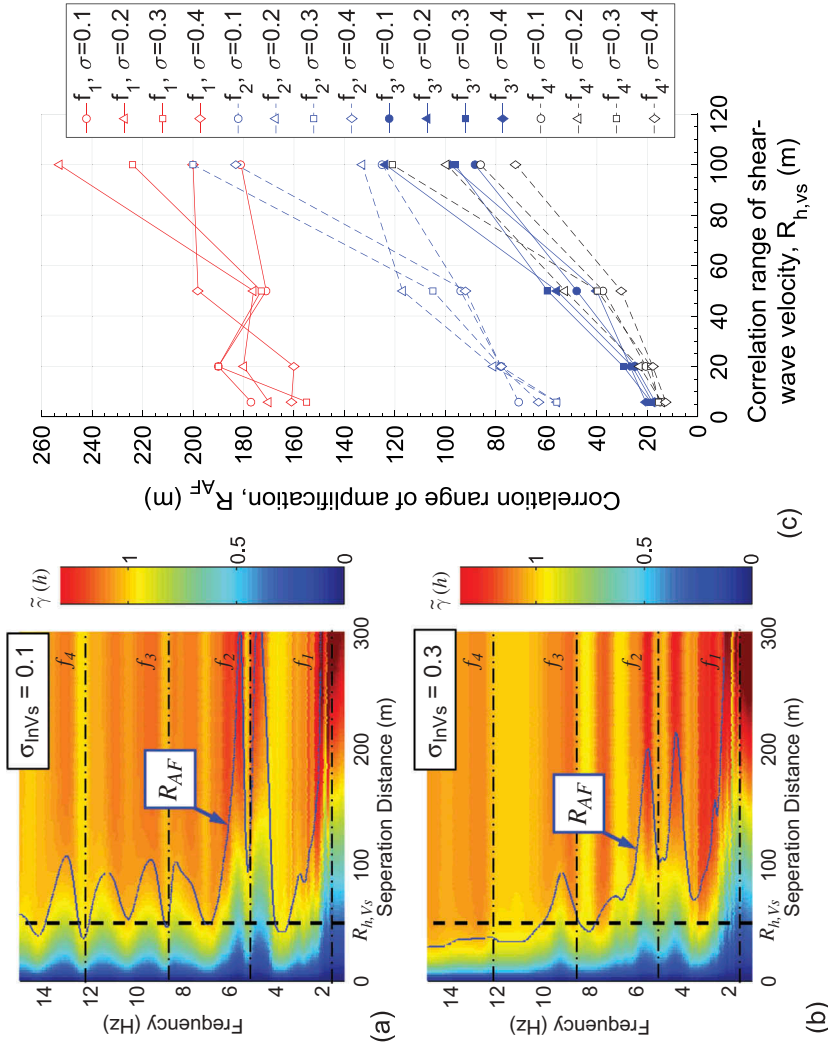 σlnVs = 0.1
γ̃ (h)
14
12
10
8
6
4
2
Frequency (Hz)
f4
f3
f2
f1
RAF
1
0.5
0
0
Rh,Vs
100
200
300
Seperation Distance (m)
(a)
σlnVs = 0.3
γ̃ (h)
14
12
10
8
6
4
2
Frequency (Hz)
f4
f3
f2
f1
RAF
1
0.5
0
0
Rh,Vs
100
200
300
Seperation Distance (m)
(b)
260
240
220
200
180
160
140
120
100
80
60
40
20
0
Correlation range of amplification, RAF (m)
0
20
40
60
80
100
120
Correlation range of shear-
wave velocity, Rh,vs (m)
f1, σ=0.1
f1, σ=0.2
f1, σ=0.3
f1, σ=0.4
f2, σ=0.1
f2, σ=0.2
f2, σ=0.3
f2, σ=0.4
f3, σ=0.1
f3, σ=0.2
f3, σ=0.3
f3, σ=0.4
f4, σ=0.1
f4, σ=0.2
f4, σ=0.3
f4, σ=0.4
(c)